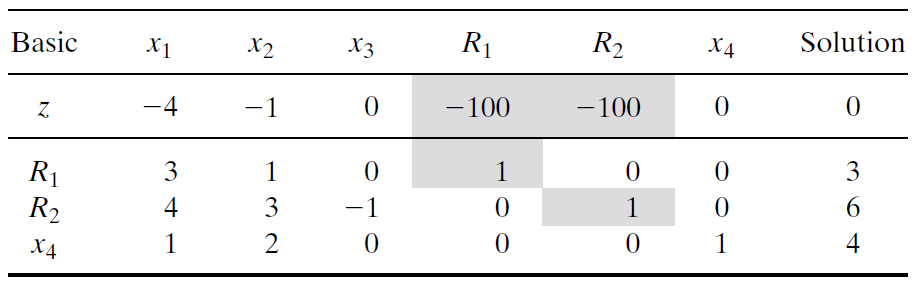 Basic x₁ x₂ x₃ R₁ R₂ x₄ Solution
z −4 −1 0 −100 −100 0 0
R₁ 3 1 0 1 0 0 3
R₂ 4 3 −1 0 1 0 6
x₄ 1 2 0 0 0 1 4